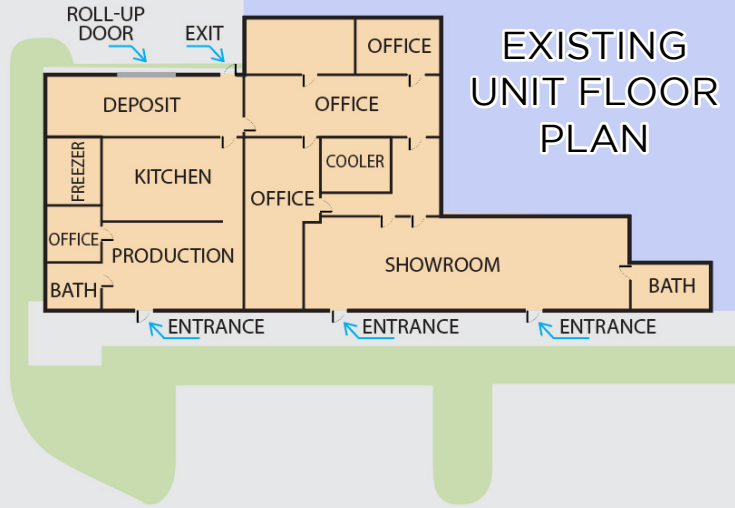 ROLL-UP
DOOR
EXIT
OFFICE
EXISTING
UNIT FLOOR
PLAN
DEPOSIT
OFFICE
FREEZER
KITCHEN
COOLER
OFFICE
OFFICE
PRODUCTION
SHOWROOM
BATH
BATH
ENTRANCE
ENTRANCE
ENTRANCE